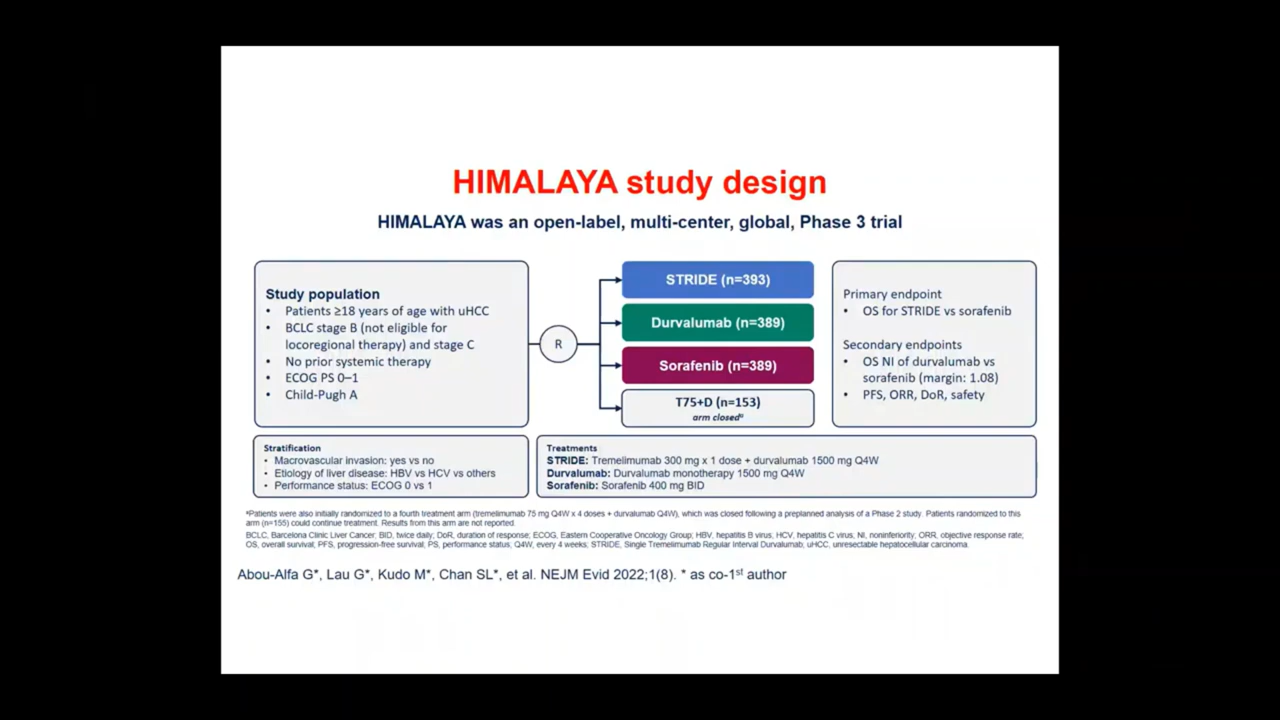 HIMALAYA study design
HIMALAYA was an open-label, multi-center, global, Phase 3 trial
Study population
• Patients ≥18 years of age with uHCC
• BCLC stage B (not eligible for
locoregional therapy) and stage C
• No prior systemic therapy
• ECOG PS 0–1
• Child-Pugh A
R
STRIDE (n=393)
Durvalumab (n=389)
Sorafenib (n=389)
T75+D (n=153)
arm closedᵃ
Primary endpoint
• OS for STRIDE vs sorafenib
Secondary endpoints
• OS NI of durvalumab vs
sorafenib (margin: 1.08)
• PFS, ORR, DoR, safety
Stratification
• Macrovascular invasion: yes vs no
• Etiology of liver disease: HBV vs HCV vs others
• Performance status: ECOG 0 vs 1
Treatments
STRIDE: Tremelimumab 300 mg x 1 dose + durvalumab 1500 mg Q4W
Durvalumab: Durvalumab monotherapy 1500 mg Q4W
Sorafenib: Sorafenib 400 mg BID
ᵃPatients were also initially randomized to a fourth treatment arm (tremelimumab 75 mg Q4W x 4 doses + durvalumab Q4W), which was closed following a preplanned analysis of a Phase 2 study. Patients randomized to this
arm (n=155) could continue treatment. Results from this arm are not reported.
BCLC, Barcelona Clinic Liver Cancer; BID, twice daily; DoR, duration of response; ECOG, Eastern Cooperative Oncology Group; HBV, hepatitis B virus; HCV, hepatitis C virus; NI, noninferiority; ORR, objective response rate;
OS, overall survival; PFS, progression-free survival; PS, performance status; Q4W, every 4 weeks; STRIDE, Single Tremelimumab Regular Interval Durvalumab; uHCC, unresectable hepatocellular carcinoma.
Abou-Alfa G*, Lau G*, Kudo M*, Chan SL*, et al. NEJM Evid 2022;1(8). * as co-1ˢᵗ author